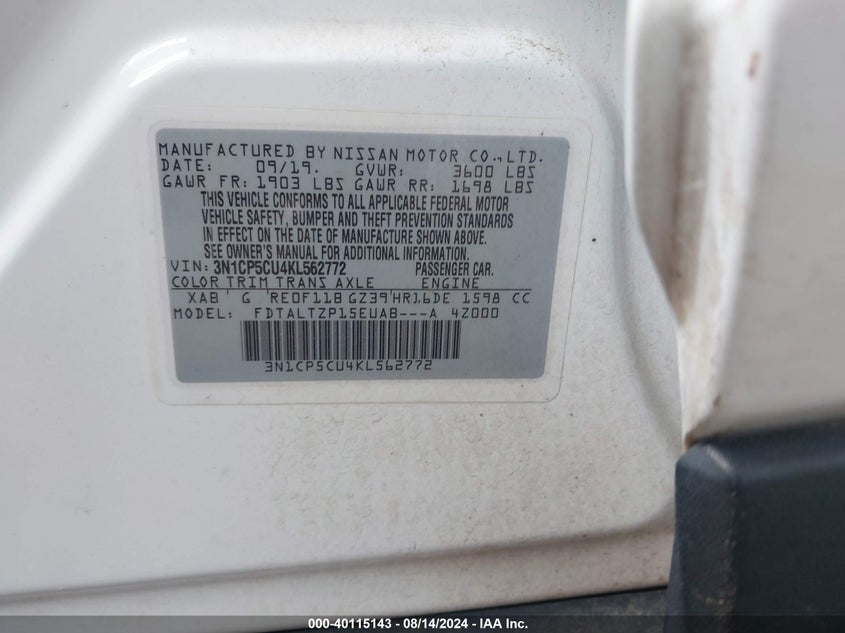 MANUFACTURED BY NISSAN MOTOR CO.,LTD.
DATE: 09/19. GVWR: 3600 LBS
GAWR FR: 1903 LBS GAWR RR: 1698 LBS
THIS VEHICLE CONFORMS TO ALL APPLICABLE FEDERAL MOTOR
VEHICLE SAFETY, BUMPER AND THEFT PREVENTION STANDARDS
IN EFFECT ON THE DATE OF MANUFACTURE SHOWN ABOVE.
SEE OWNER'S MANUAL FOR ADDITIONAL INFORMATION.
VIN: 3N1CP5CU4KL562772 PASSENGER CAR.
COLOR TRIM TRANS AXLE ENGINE
XAB G RE0F11B GZ39 HR16DE 1598 CC
MODEL: FDTALTZP15EUAB---A 4Z000
3N1CP5CU4KL562772
000-40115143 - 08/14/2024 - IAA Inc.